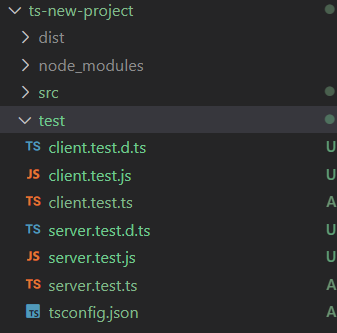 ts-new-project
dist
node_modules
src
test
TS client.test.d.ts U
JS client.test.js U
TS client.test.ts A
TS server.test.d.ts U
JS server.test.js U
TS server.test.ts A
TS tsconfig.json A